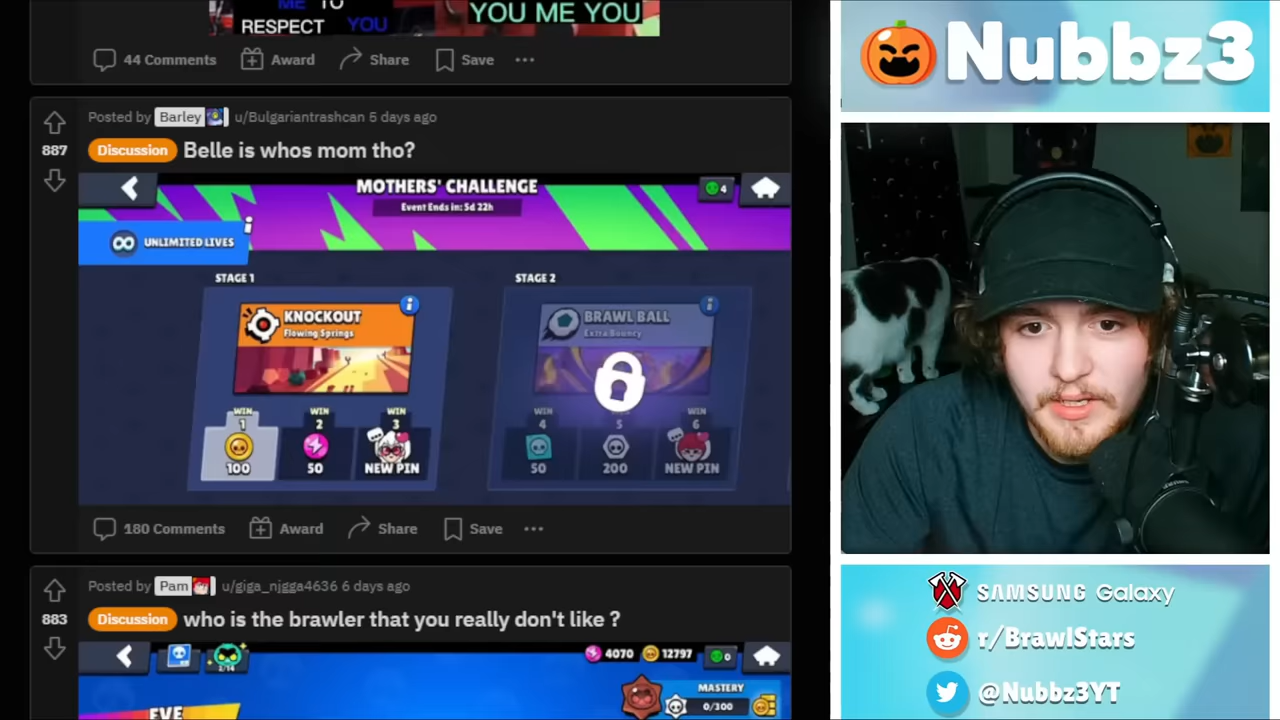 ME TO
RESPECT YOU
YOU ME YOU
44 Comments Award Share Save
Posted by Barley u/Bulgariantrashcan 5 days ago
887
Discussion Belle is whos mom tho?
MOTHERS' CHALLENGE
Event Ends in: 5d 22h
4
UNLIMITED LIVES
STAGE 1
STAGE 2
KNOCKOUT
Flowing Springs
BRAWL BALL
Extra Bouncy
WIN 1
WIN 2
WIN 3
WIN 4
5
WIN 6
100
50
NEW PIN
50
200
NEW PIN
180 Comments Award Share Save
Posted by Pam u/giga_njgga4636 6 days ago
883
Discussion who is the brawler that you really don't like ?
4070 12797 0
EVE
MASTERY
0/300
Nubbz3
SAMSUNG Galaxy
r/BrawlStars
@Nubbz3YT